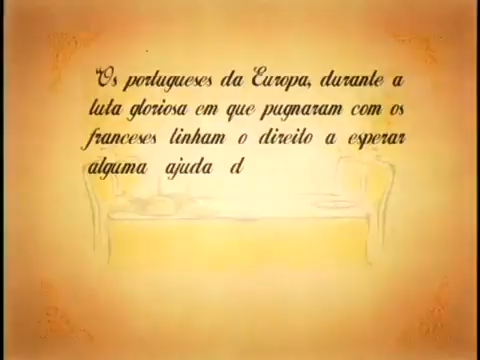 "Os portugueses da Europa, durante a
luta gloriosa em que pugnaram com os
franceses tinham o direito a esperar
alguma ajuda d